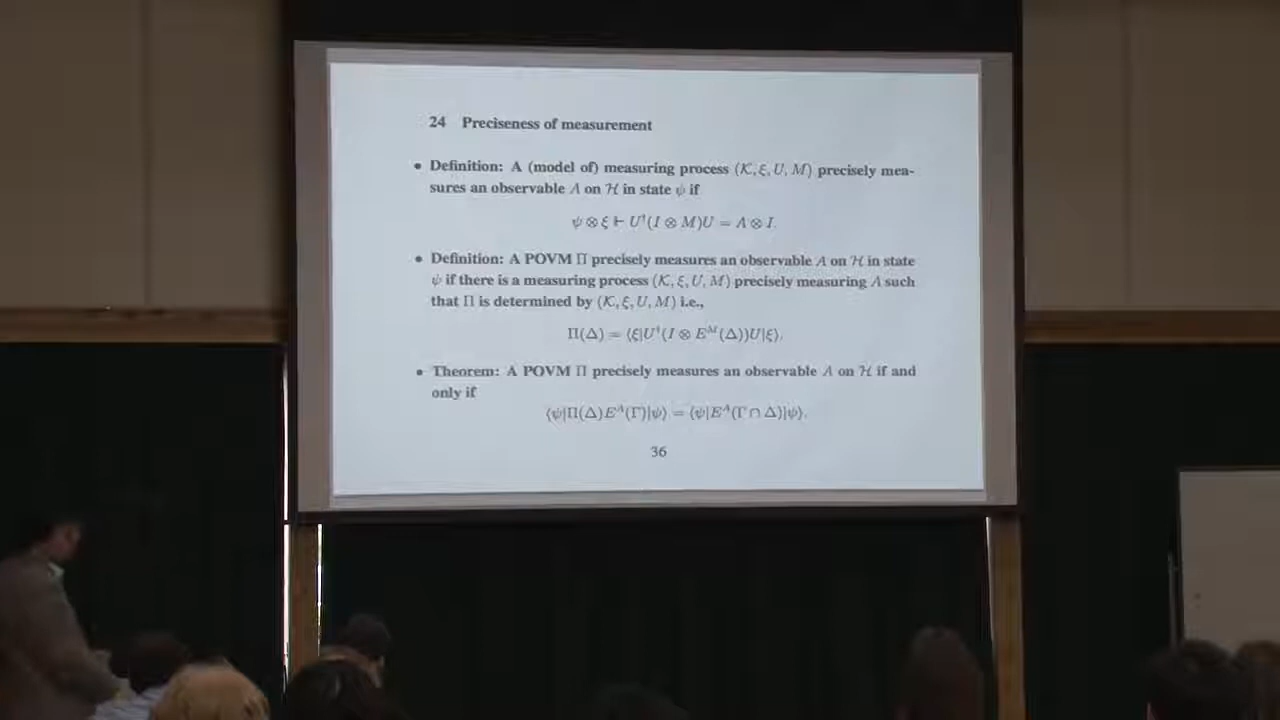 24 Preciseness of measurement
• Definition: A (model of) measuring process (𝒦, ξ, U, M) precisely mea-
sures an observable A on ℋ in state ψ if
ψ ⊗ ξ ⊢ U†(I ⊗ M)U = A ⊗ I.
• Definition: A POVM Π precisely measures an observable A on ℋ in state
ψ if there is a measuring process (𝒦, ξ, U, M) precisely measuring A such
that Π is determined by (𝒦, ξ, U, M) i.e.,
Π(Δ) = ⟨ξ|U†(I ⊗ E^M(Δ))U|ξ⟩.
• Theorem: A POVM Π precisely measures an observable A on ℋ if and
only if
⟨ψ|Π(Δ)E^A(Γ)|ψ⟩ = ⟨ψ|E^A(Γ ∩ Δ)|ψ⟩.
36